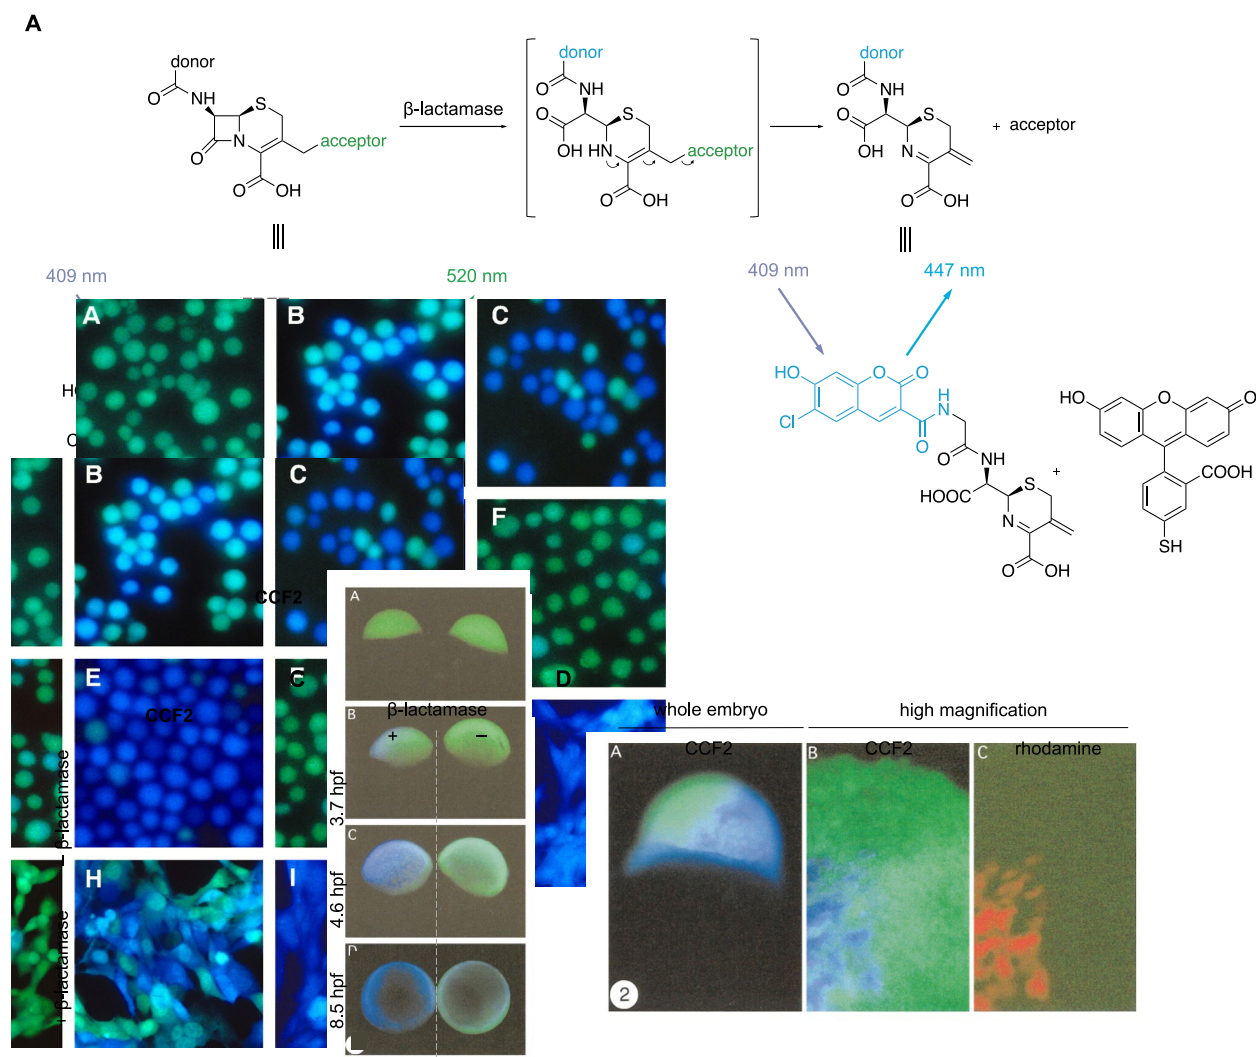 A
donor
O
NH
S
N
O
acceptor
O
OH
β-lactamase
donor
O
NH
O
S
OH
HN
acceptor
O
OH
donor
O
NH
O
S
OH
N
O
OH
+ acceptor
409 nm
520 nm
409 nm
447 nm
A
B
C
B
C
F
E
H
I
CCF2
CCF2
D
HO
O
O
Cl
H
N
O
O
NH
HOOC
S
N
O
OH
+
HO
O
O
COOH
SH
− β-lactamase
+ β-lactamase
A
B
β-lactamase
+
−
C
3.7 hpf
4.6 hpf
8.5 hpf
whole embryo
high magnification
CCF2
CCF2
rhodamine
A
B
C
2